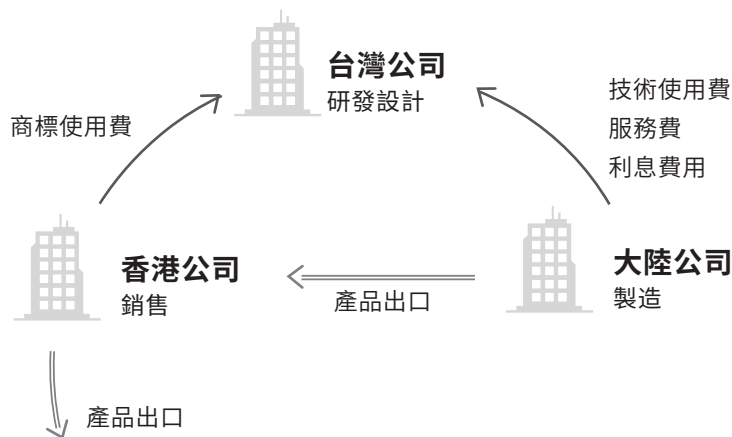 台灣公司
研發設計
商標使用費
技術使用費
服務費
利息費用
香港公司
銷售
產品出口
大陸公司
製造
產品出口